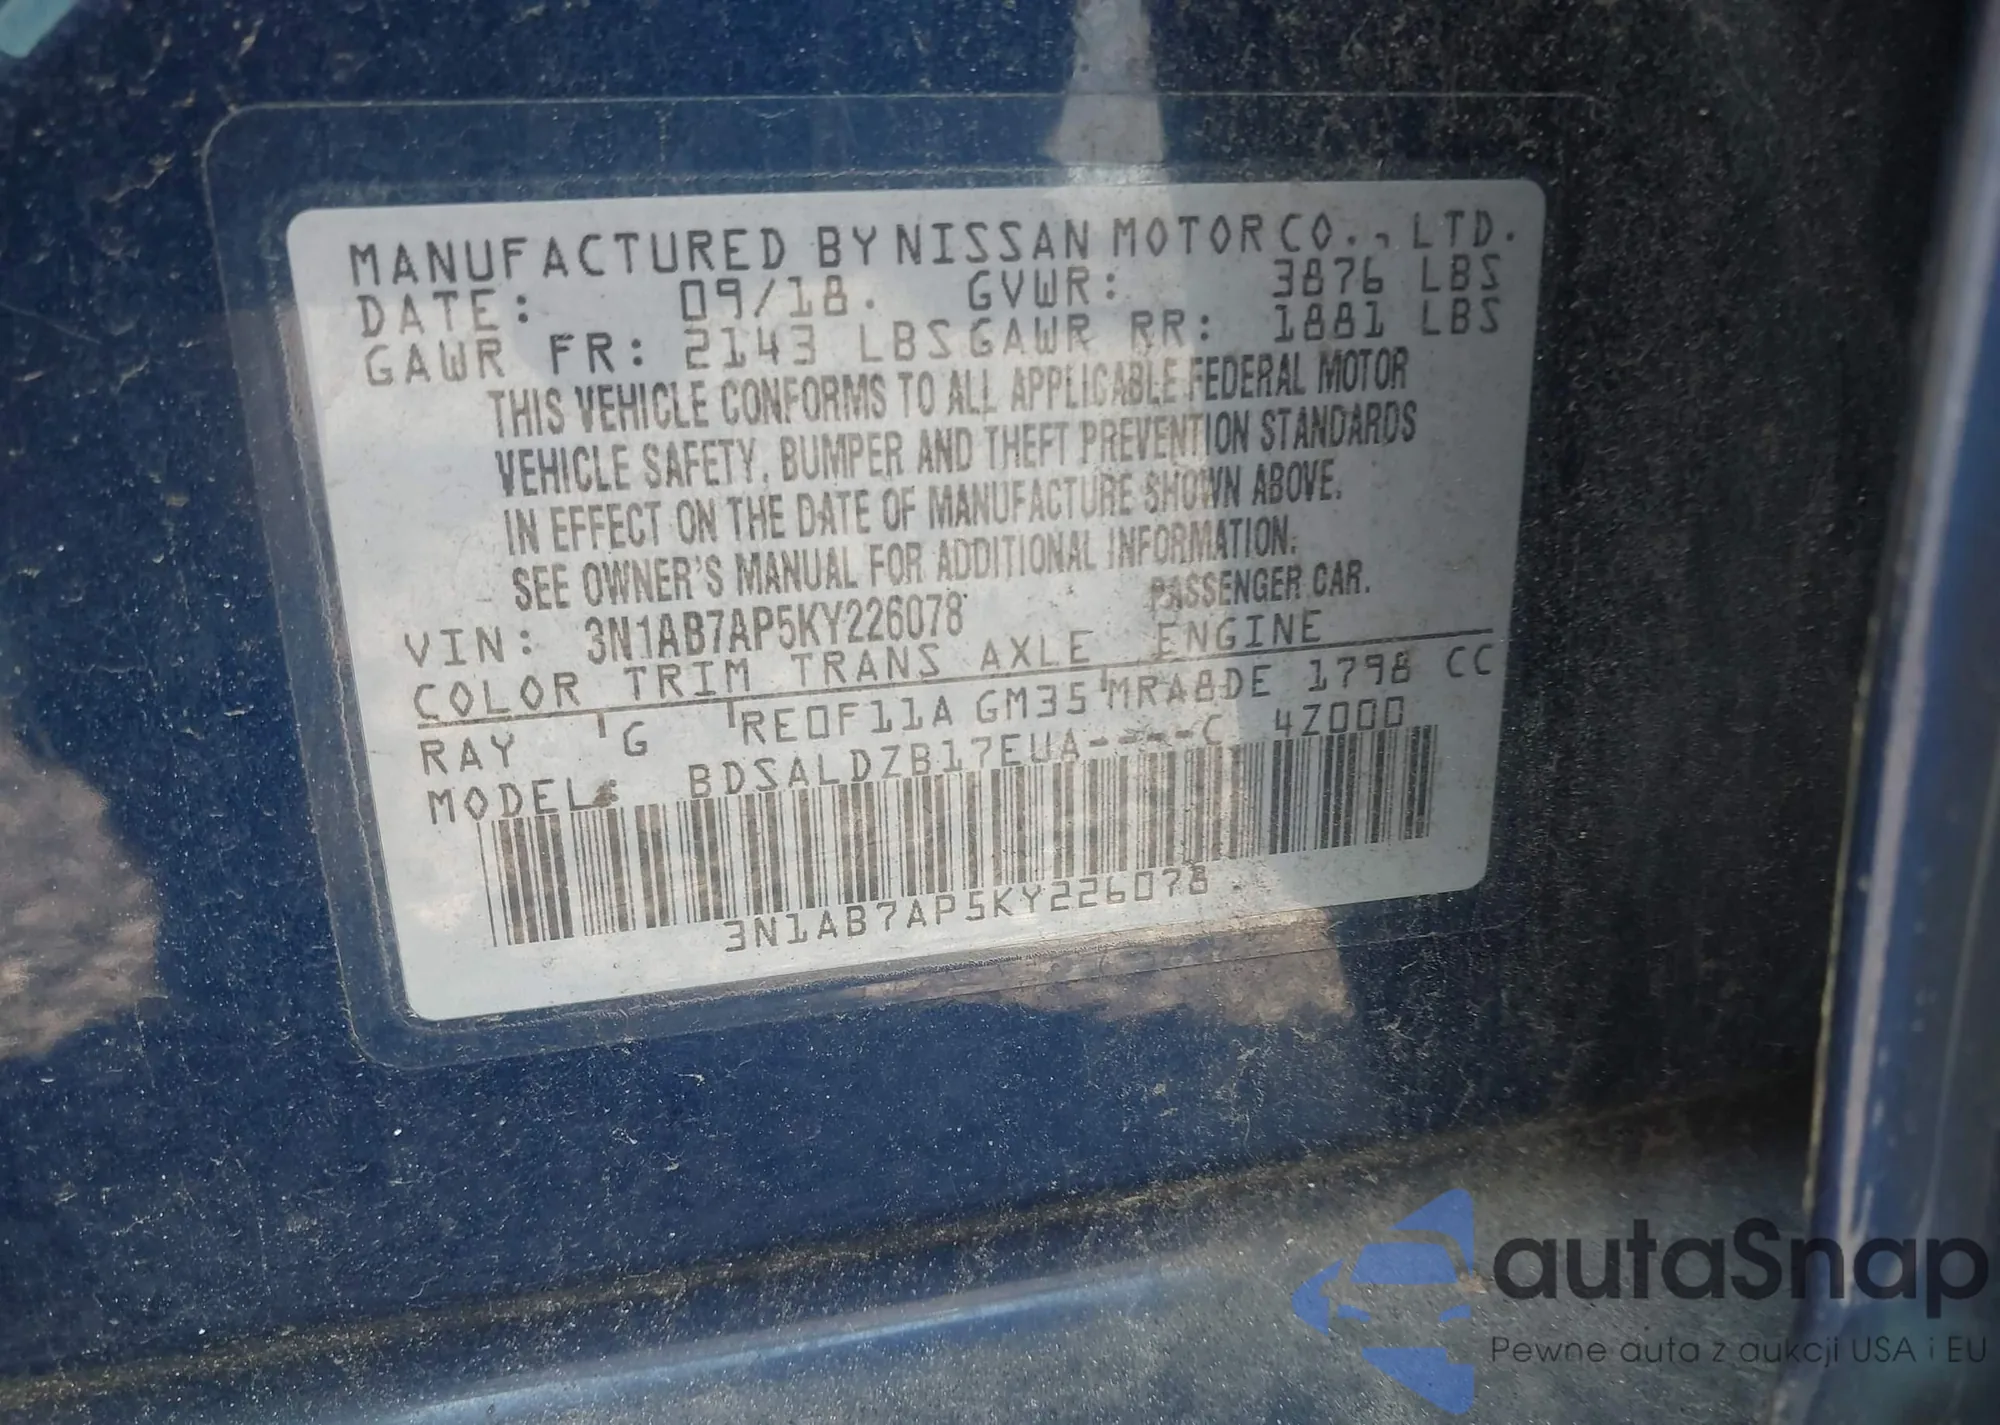 MANUFACTURED BY NISSAN MOTOR CO., LTD.
DATE: 09/18. GVWR: 3876 LBS
GAWR FR: 2143 LBS GAWR RR: 1881 LBS
THIS VEHICLE CONFORMS TO ALL APPLICABLE FEDERAL MOTOR
VEHICLE SAFETY, BUMPER AND THEFT PREVENTION STANDARDS
IN EFFECT ON THE DATE OF MANUFACTURE SHOWN ABOVE.
SEE OWNER'S MANUAL FOR ADDITIONAL INFORMATION.
VIN: 3N1AB7AP5KY226078 PASSENGER CAR.
COLOR TRIM TRANS AXLE ENGINE
RAY G RE0F11A GM35 MRA8DE 1798 CC
MODEL: BDSALDZB17EUA----C 4Z000
3N1AB7AP5KY226078
autaSnap
Pewne auta z aukcji USA i EU